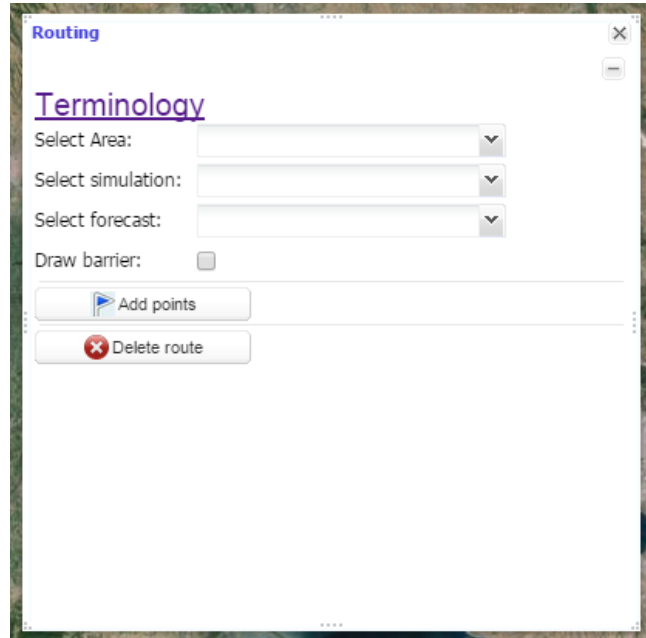 Routing
Terminology
Select Area:
Select simulation:
Select forecast:
Draw barrier:
Add points
Delete route